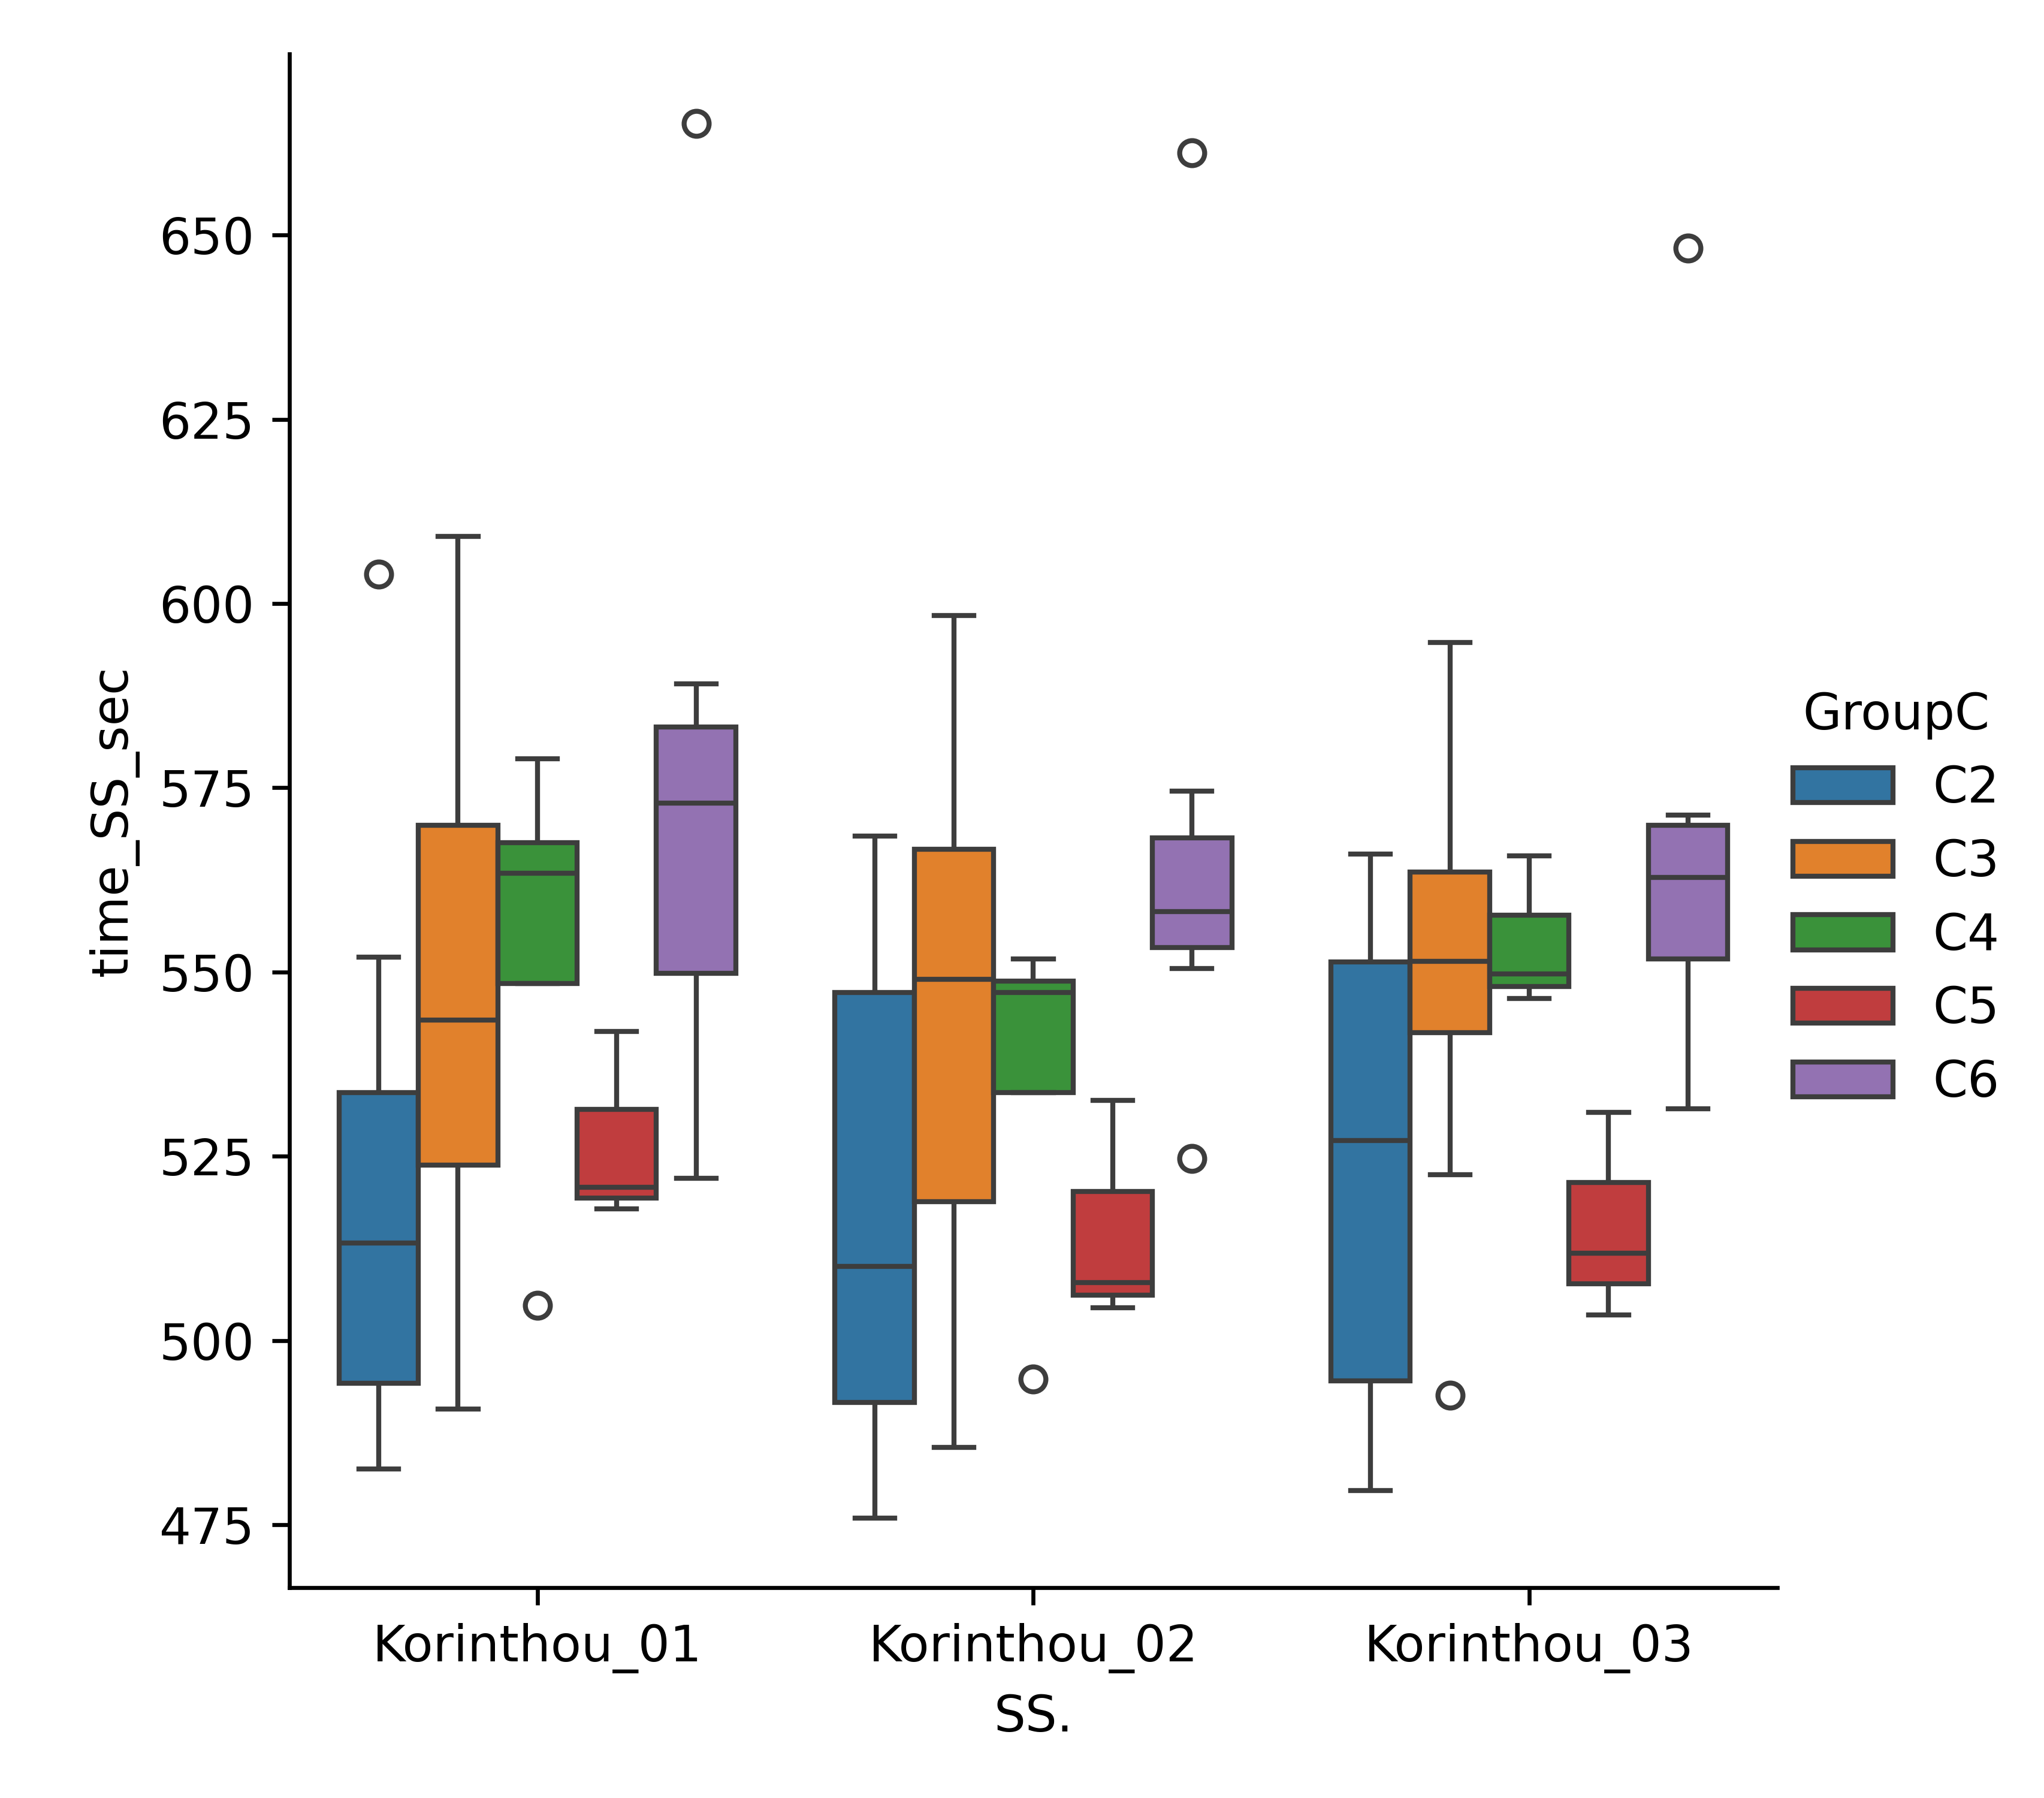 650
625
600
575
550
525
500
475
time_SS_sec
Korinthou_01 Korinthou_02 Korinthou_03
SS.
GroupC
C2
C3
C4
C5
C6